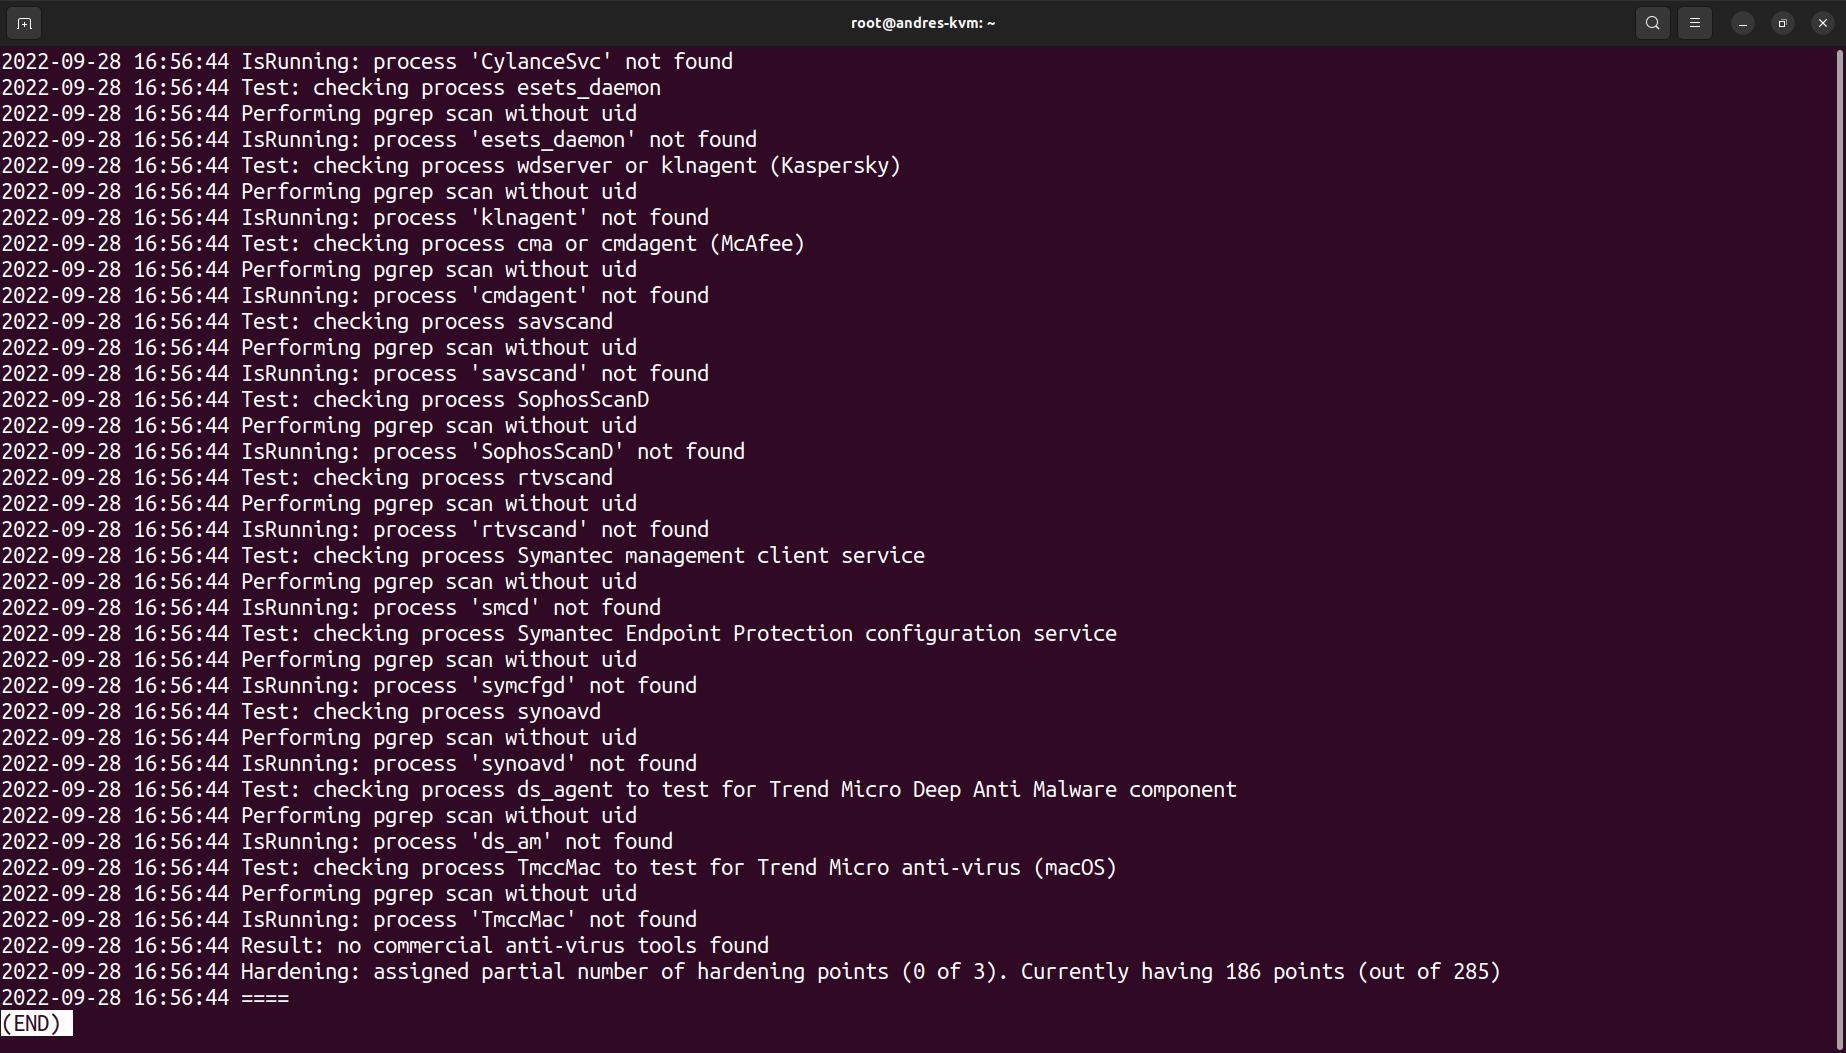 root@andres-kvm: ~
2022-09-28 16:56:44 IsRunning: process 'CylanceSvc' not found
2022-09-28 16:56:44 Test: checking process esets_daemon
2022-09-28 16:56:44 Performing pgrep scan without uid
2022-09-28 16:56:44 IsRunning: process 'esets_daemon' not found
2022-09-28 16:56:44 Test: checking process wdserver or klnagent (Kaspersky)
2022-09-28 16:56:44 Performing pgrep scan without uid
2022-09-28 16:56:44 IsRunning: process 'klnagent' not found
2022-09-28 16:56:44 Test: checking process cma or cmdagent (McAfee)
2022-09-28 16:56:44 Performing pgrep scan without uid
2022-09-28 16:56:44 IsRunning: process 'cmdagent' not found
2022-09-28 16:56:44 Test: checking process savscand
2022-09-28 16:56:44 Performing pgrep scan without uid
2022-09-28 16:56:44 IsRunning: process 'savscand' not found
2022-09-28 16:56:44 Test: checking process SophosScanD
2022-09-28 16:56:44 Performing pgrep scan without uid
2022-09-28 16:56:44 IsRunning: process 'SophosScanD' not found
2022-09-28 16:56:44 Test: checking process rtvscand
2022-09-28 16:56:44 Performing pgrep scan without uid
2022-09-28 16:56:44 IsRunning: process 'rtvscand' not found
2022-09-28 16:56:44 Test: checking process Symantec management client service
2022-09-28 16:56:44 Performing pgrep scan without uid
2022-09-28 16:56:44 IsRunning: process 'smcd' not found
2022-09-28 16:56:44 Test: checking process Symantec Endpoint Protection configuration service
2022-09-28 16:56:44 Performing pgrep scan without uid
2022-09-28 16:56:44 IsRunning: process 'symcfgd' not found
2022-09-28 16:56:44 Test: checking process synoavd
2022-09-28 16:56:44 Performing pgrep scan without uid
2022-09-28 16:56:44 IsRunning: process 'synoavd' not found
2022-09-28 16:56:44 Test: checking process ds_agent to test for Trend Micro Deep Anti Malware component
2022-09-28 16:56:44 Performing pgrep scan without uid
2022-09-28 16:56:44 IsRunning: process 'ds_am' not found
2022-09-28 16:56:44 Test: checking process TmccMac to test for Trend Micro anti-virus (macOS)
2022-09-28 16:56:44 Performing pgrep scan without uid
2022-09-28 16:56:44 IsRunning: process 'TmccMac' not found
2022-09-28 16:56:44 Result: no commercial anti-virus tools found
2022-09-28 16:56:44 Hardening: assigned partial number of hardening points (0 of 3). Currently having 186 points (out of 285)
2022-09-28 16:56:44 ====
(END)